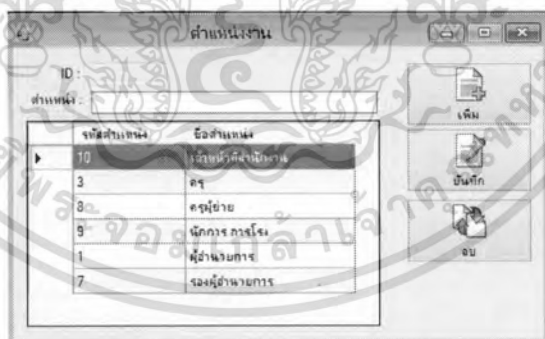 ตำแหน่งงาน
ID :
ตำแหน่ง :
เพิ่ม
บันทึก
ลบ
รหัสตำแหน่ง ชื่อตำแหน่ง
10 เจ้าหน้าที่สำนักงาน
3 ครู
8 ครูผู้ช่วย
9 นักการ ภารโรง
1 ผู้อำนวยการ
7 รองผู้อำนวยการ